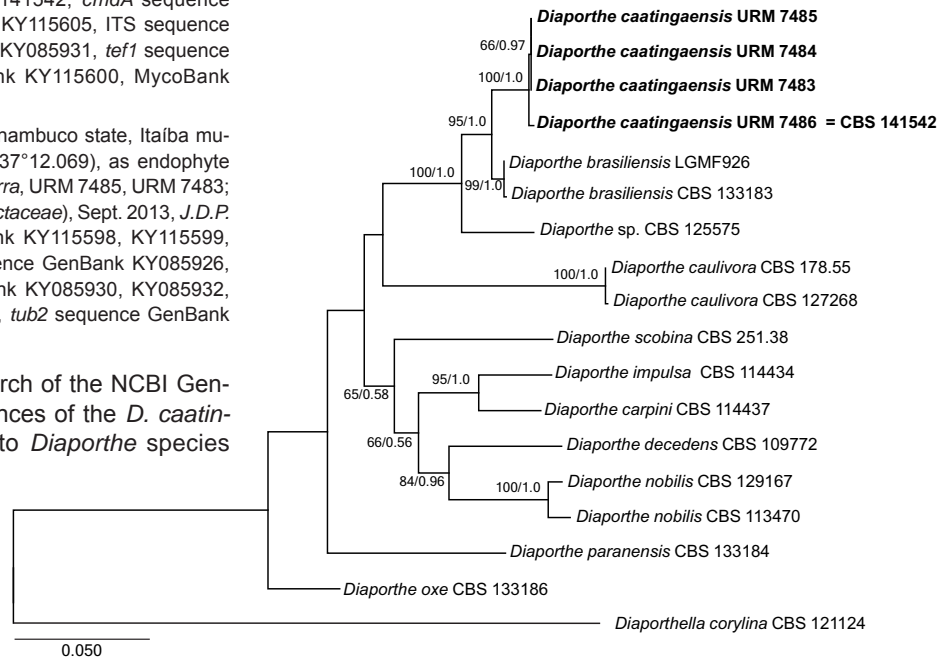 141542, cmdA sequence
KY115605, ITS sequence
KY085931, tef1 sequence
nk KY115600, MycoBank
nambuco state, Itaíba mu-
37°12.069), as endophyte
rra, URM 7485, URM 7483;
ctaceae), Sept. 2013, J.D.P.
nk KY115598, KY115599,
ence GenBank KY085926,
nk KY085930, KY085932,
, tub2 sequence GenBank
rch of the NCBI Gen-
nces of the D. caatin-
to Diaporthe species
Diaporthe caatingaensis URM 7485
66/0.97
Diaporthe caatingaensis URM 7484
100/1.0
Diaporthe caatingaensis URM 7483
95/1.0
Diaporthe caatingaensis URM 7486 = CBS 141542
Diaporthe brasiliensis LGMF926
100/1.0
99/1.0
Diaporthe brasiliensis CBS 133183
Diaporthe sp. CBS 125575
100/1.0
Diaporthe caulivora CBS 178.55
Diaporthe caulivora CBS 127268
Diaporthe scobina CBS 251.38
65/0.58
95/1.0
Diaporthe impulsa CBS 114434
Diaporthe carpini CBS 114437
66/0.56
Diaporthe decedens CBS 109772
84/0.96
100/1.0
Diaporthe nobilis CBS 129167
Diaporthe nobilis CBS 113470
Diaporthe paranensis CBS 133184
Diaporthe oxe CBS 133186
Diaporthella corylina CBS 121124
0.050